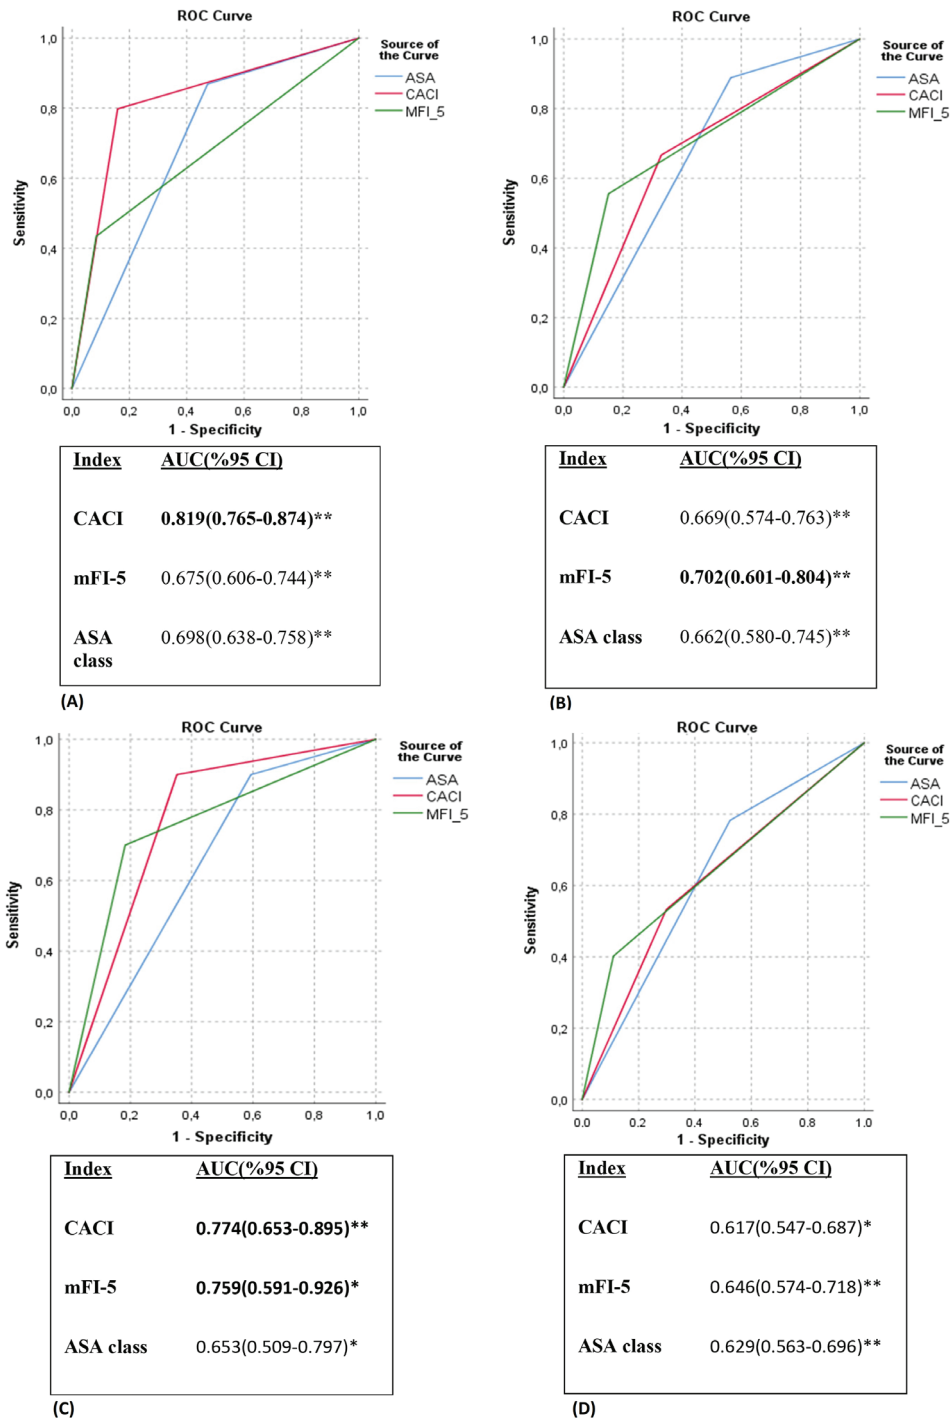 ROC Curve
1,0
0,8
0,6
0,4
0,2
0,0
Sensitivity
0,0 0,2 0,4 0,6 0,8 1,0
1 - Specificity
Source of
the Curve
ASA
CACI
MFI_5
Index AUC(%95 CI)
CACI 0.819(0.765-0.874)**
mFI-5 0.675(0.606-0.744)**
ASA 0.698(0.638-0.758)**
class
(A)
ROC Curve
1,0
0,8
0,6
0,4
0,2
0,0
Sensitivity
0,0 0,2 0,4 0,6 0,8 1,0
1 - Specificity
Source of
the Curve
ASA
CACI
MFI_5
Index AUC(%95 CI)
CACI 0.669(0.574-0.763)**
mFI-5 0.702(0.601-0.804)**
ASA class 0.662(0.580-0.745)**
(B)
ROC Curve
1,0
0,8
0,6
0,4
0,2
0,0
Sensitivity
0,0 0,2 0,4 0,6 0,8 1,0
1 - Specificity
Source of
the Curve
ASA
CACI
MFI_5
Index AUC(%95 CI)
CACI 0.774(0.653-0.895)**
mFI-5 0.759(0.591-0.926)*
ASA class 0.653(0.509-0.797)*
(C)
ROC Curve
1,0
0,8
0,6
0,4
0,2
0,0
Sensitivity
0.0 0.2 0.4 0.6 0.8 1.0
1 - Specificity
Source of
the Curve
ASA
CACI
MFI_5
Index AUC(%95 CI)
CACI 0.617(0.547-0.687)*
mFI-5 0.646(0.574-0.718)**
ASA class 0.629(0.563-0.696)**
(D)